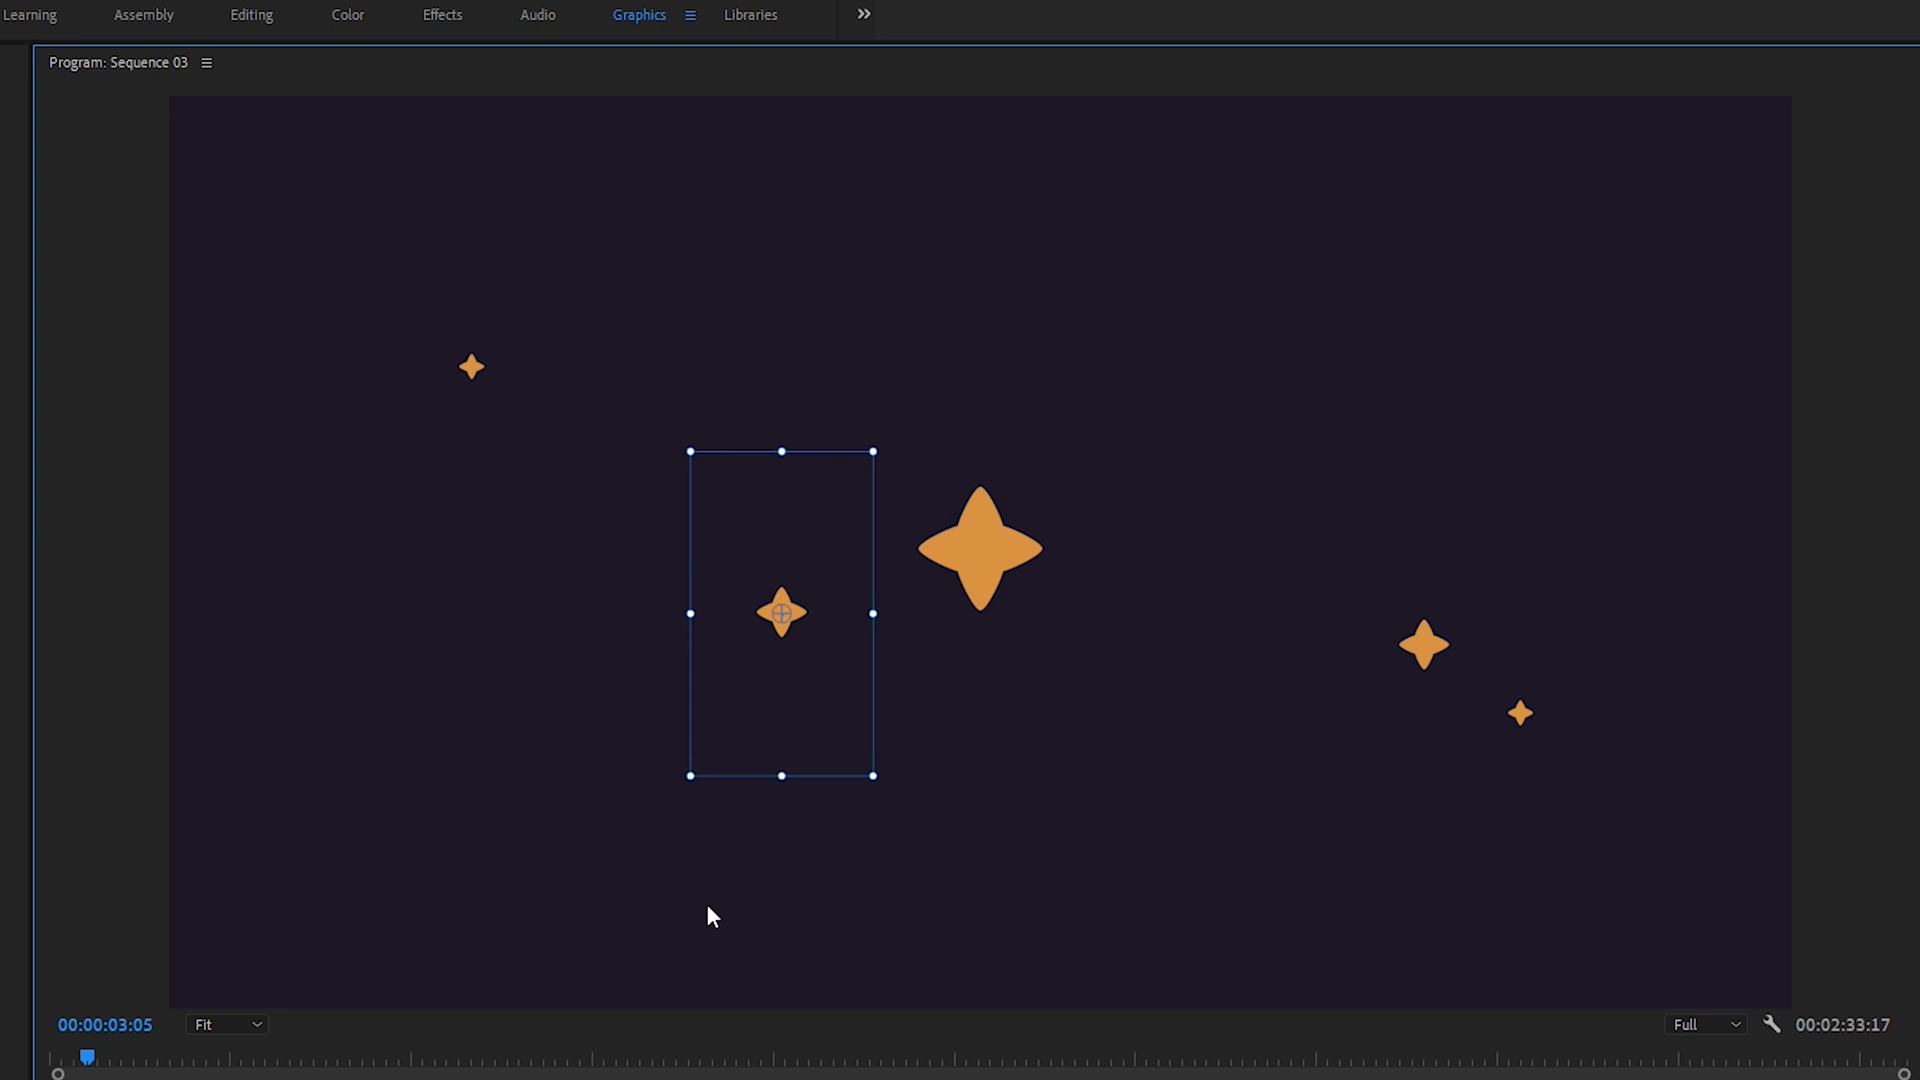 Learning Assembly Editing Color Effects Audio Graphics Libraries
Program: Sequence 03
00:00:03:05 Fit Full 00:02:33:17